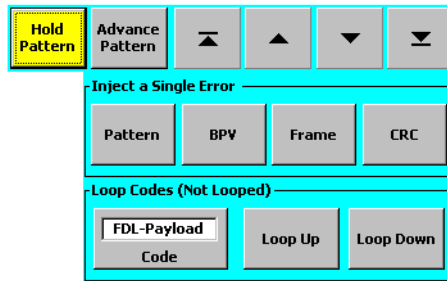 Hold
Pattern
Advance
Pattern
Inject a Single Error
Pattern
BPV
Frame
CRC
Loop Codes (Not Looped)
FDL-Payload
Code
Loop Up
Loop Down